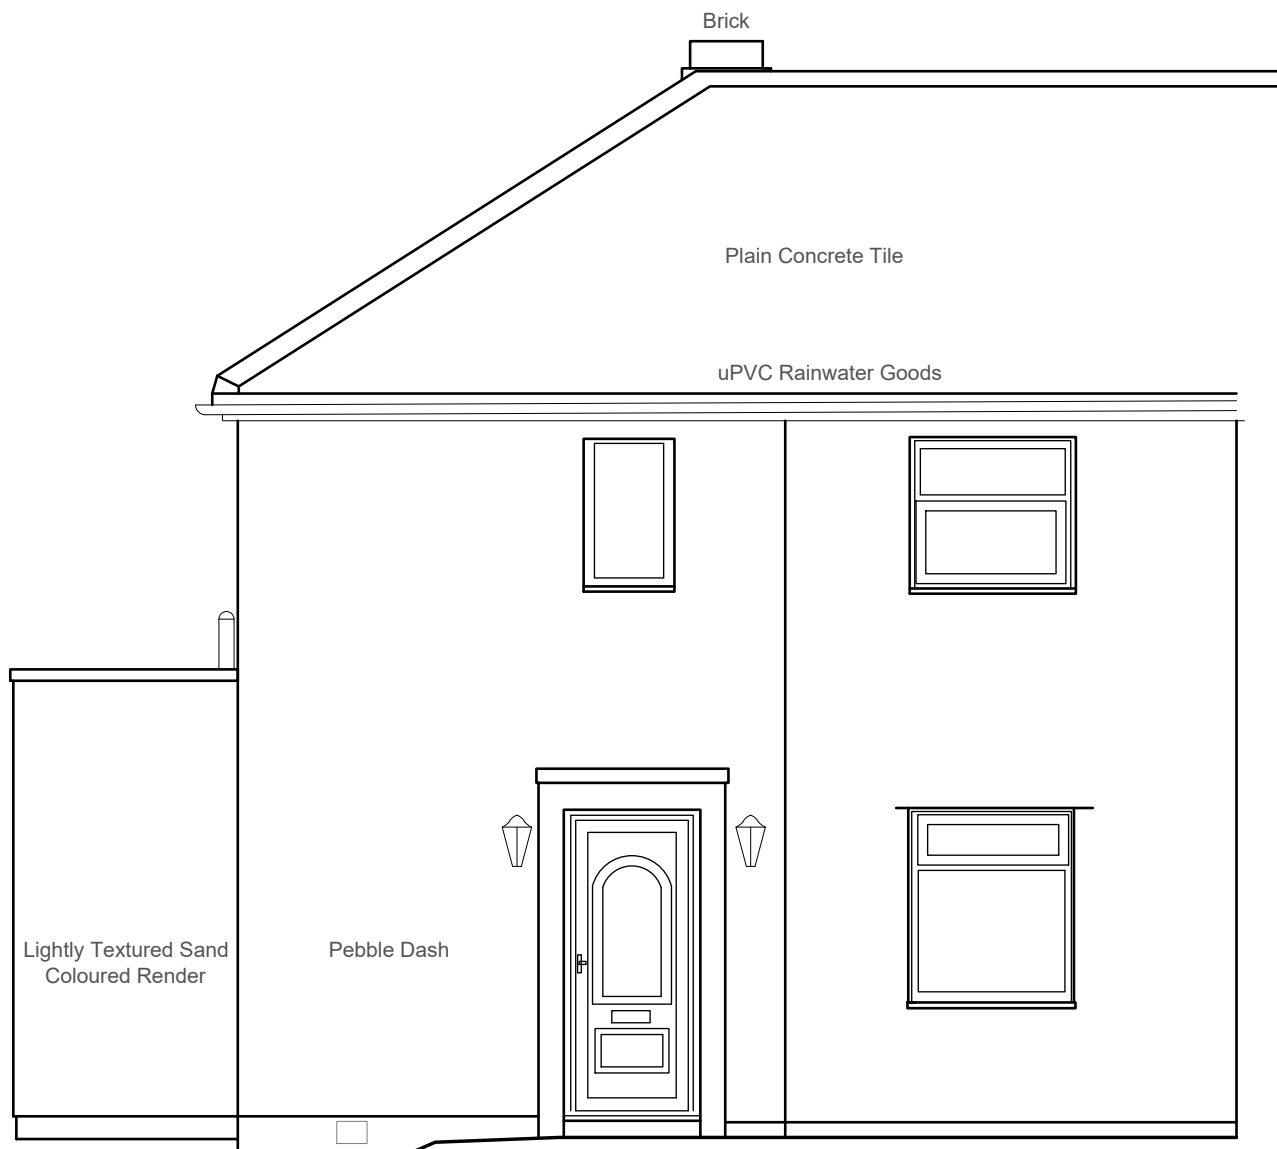 Brick
Plain Concrete Tile
uPVC Rainwater Goods
Lightly Textured Sand
Coloured Render
Pebble Dash